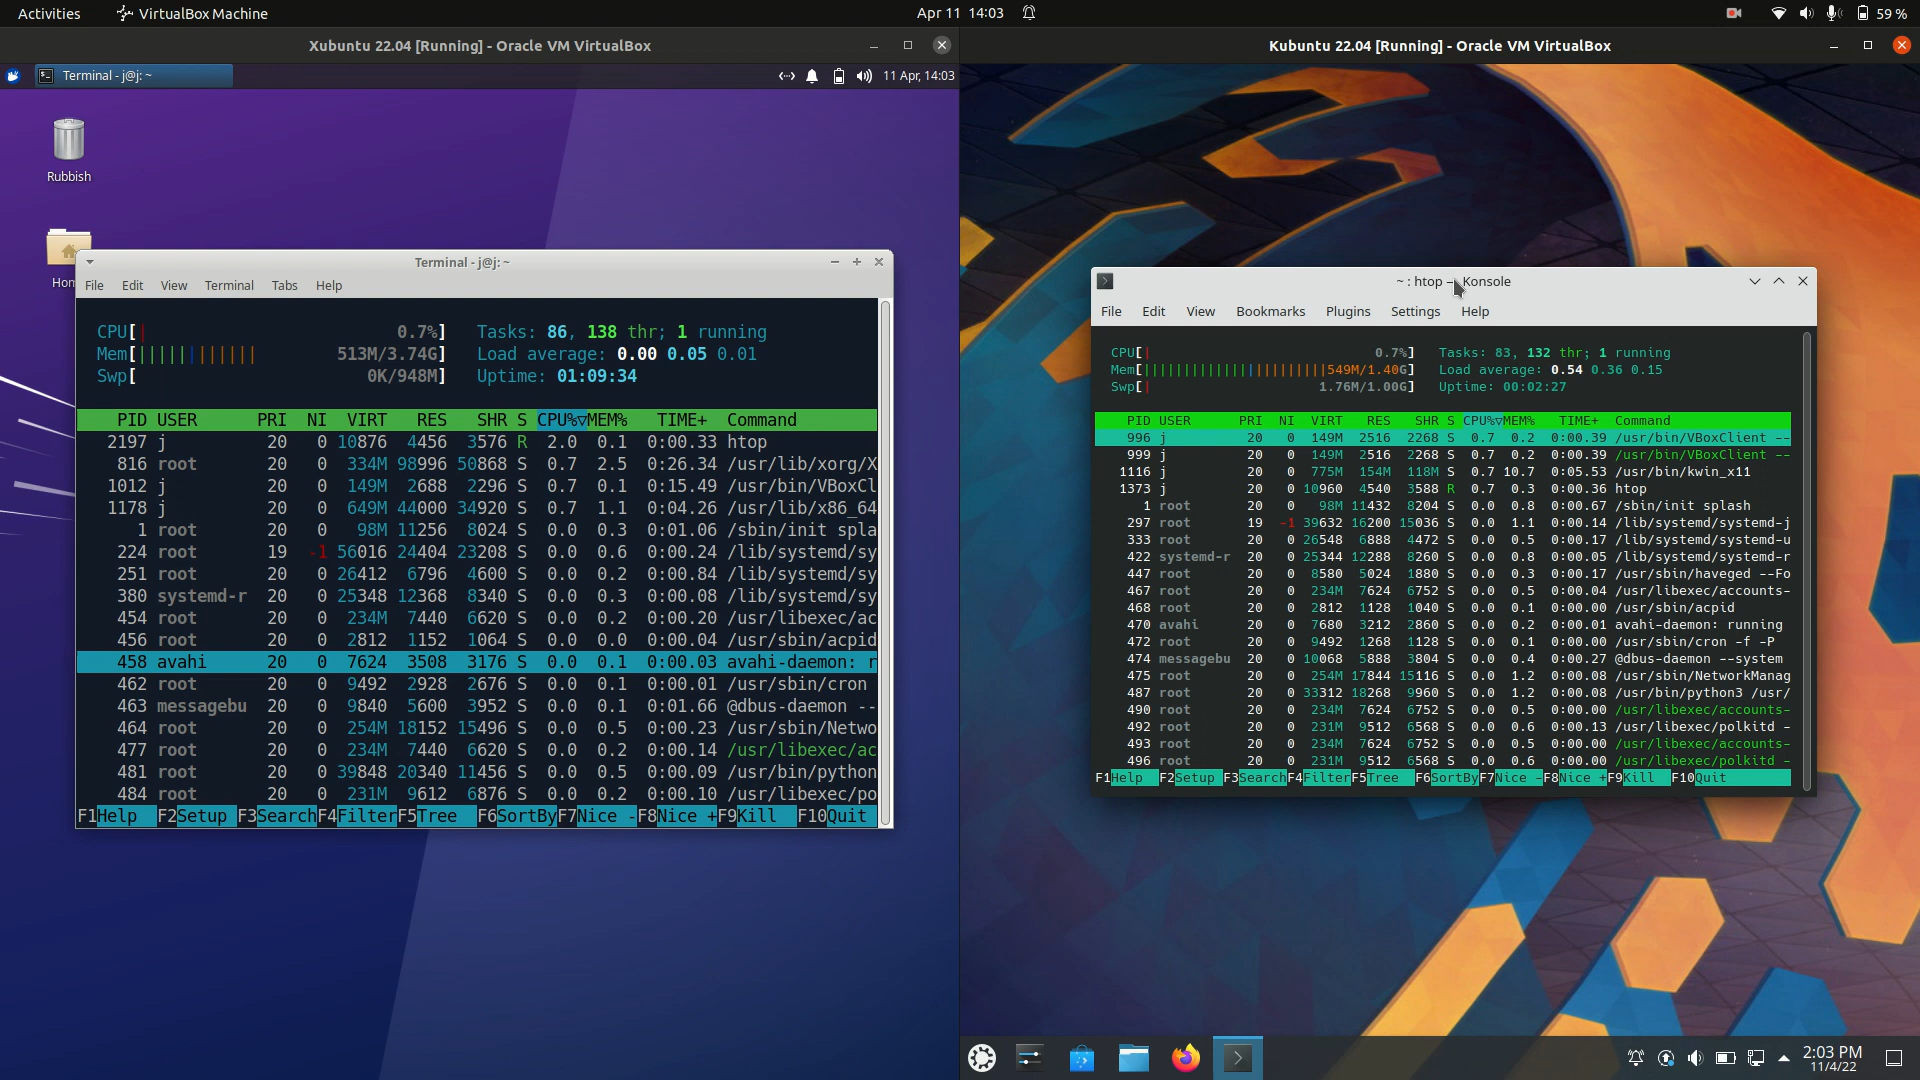 Activities VirtualBox Machine Apr 11 14:03 59 %
Xubuntu 22.04 [Running] - Oracle VM VirtualBox
Terminal - j@j: ~ 11 Apr, 14:03
Rubbish
Hom
Terminal - j@j: ~
File Edit View Terminal Tabs Help
CPU[| 0.7%] Tasks: 86, 138 thr; 1 running
Mem[|||||||||||| 513M/3.74G] Load average: 0.00 0.05 0.01
Swp[ 0K/948M] Uptime: 01:09:34
PID USER PRI NI VIRT RES SHR S CPU%▽MEM% TIME+ Command
2197 j 20 0 10876 4456 3576 R 2.0 0.1 0:00.33 htop
816 root 20 0 334M 98996 50868 S 0.7 2.5 0:26.34 /usr/lib/xorg/X
1012 j 20 0 149M 2688 2296 S 0.7 0.1 0:15.49 /usr/bin/VBoxCl
1178 j 20 0 649M 44000 34920 S 0.7 1.1 0:04.26 /usr/lib/x86_64
1 root 20 0 98M 11256 8024 S 0.0 0.3 0:01.06 /sbin/init spla
224 root 19 -1 56016 24404 23208 S 0.0 0.6 0:00.24 /lib/systemd/sy
251 root 20 0 26412 6796 4600 S 0.0 0.2 0:00.84 /lib/systemd/sy
380 systemd-r 20 0 25348 12368 8340 S 0.0 0.3 0:00.08 /lib/systemd/sy
454 root 20 0 234M 7440 6620 S 0.0 0.2 0:00.20 /usr/libexec/ac
456 root 20 0 2812 1152 1064 S 0.0 0.0 0:00.04 /usr/sbin/acpid
458 avahi 20 0 7624 3508 3176 S 0.0 0.1 0:00.03 avahi-daemon: r
462 root 20 0 9492 2928 2676 S 0.0 0.1 0:00.01 /usr/sbin/cron
463 messagebu 20 0 9840 5600 3952 S 0.0 0.1 0:01.66 @dbus-daemon --
464 root 20 0 254M 18152 15496 S 0.0 0.5 0:00.23 /usr/sbin/Netwo
477 root 20 0 234M 7440 6620 S 0.0 0.2 0:00.14 /usr/libexec/ac
481 root 20 0 39848 20340 11456 S 0.0 0.5 0:00.09 /usr/bin/python
484 root 20 0 231M 9612 6876 S 0.0 0.2 0:00.10 /usr/libexec/po
F1Help F2Setup F3SearchF4FilterF5Tree F6SortByF7Nice -F8Nice +F9Kill F10Quit
Kubuntu 22.04 [Running] - Oracle VM VirtualBox
~ : htop — Konsole
File Edit View Bookmarks Plugins Settings Help
CPU[| 0.7%] Tasks: 83, 132 thr; 1 running
Mem[|||||||||||||||||||||||549M/1.40G] Load average: 0.54 0.36 0.15
Swp[| 1.76M/1.00G] Uptime: 00:02:27
PID USER PRI NI VIRT RES SHR S CPU%▽MEM% TIME+ Command
996 j 20 0 149M 2516 2268 S 0.7 0.2 0:00.39 /usr/bin/VBoxClient --
999 j 20 0 149M 2516 2268 S 0.7 0.2 0:00.39 /usr/bin/VBoxClient --
1116 j 20 0 775M 154M 118M S 0.7 10.7 0:05.53 /usr/bin/kwin_x11
1373 j 20 0 10960 4540 3588 R 0.7 0.3 0:00.36 htop
1 root 20 0 98M 11432 8204 S 0.0 0.8 0:00.67 /sbin/init splash
297 root 19 -1 39632 16200 15036 S 0.0 1.1 0:00.14 /lib/systemd/systemd-j
333 root 20 0 26548 6888 4472 S 0.0 0.5 0:00.17 /lib/systemd/systemd-u
422 systemd-r 20 0 25344 12288 8260 S 0.0 0.8 0:00.05 /lib/systemd/systemd-r
447 root 20 0 8580 5024 1880 S 0.0 0.3 0:00.17 /usr/sbin/haveged --Fo
467 root 20 0 234M 7624 6752 S 0.0 0.5 0:00.04 /usr/libexec/accounts-
468 root 20 0 2812 1128 1040 S 0.0 0.1 0:00.00 /usr/sbin/acpid
470 avahi 20 0 7680 3212 2860 S 0.0 0.2 0:00.01 avahi-daemon: running
472 root 20 0 9492 1268 1128 S 0.0 0.1 0:00.00 /usr/sbin/cron -f -P
474 messagebu 20 0 10068 5888 3804 S 0.0 0.4 0:00.27 @dbus-daemon --system
475 root 20 0 254M 17844 15116 S 0.0 1.2 0:00.08 /usr/sbin/NetworkManag
487 root 20 0 33312 18268 9960 S 0.0 1.2 0:00.08 /usr/bin/python3 /usr/
490 root 20 0 234M 7624 6752 S 0.0 0.5 0:00.00 /usr/libexec/accounts-
492 root 20 0 231M 9512 6568 S 0.0 0.6 0:00.13 /usr/libexec/polkitd -
493 root 20 0 234M 7624 6752 S 0.0 0.5 0:00.00 /usr/libexec/accounts-
496 root 20 0 231M 9512 6568 S 0.0 0.6 0:00.00 /usr/libexec/polkitd -
F1Help F2Setup F3SearchF4FilterF5Tree F6SortByF7Nice -F8Nice +F9Kill F10Quit
2:03 PM
11/4/22